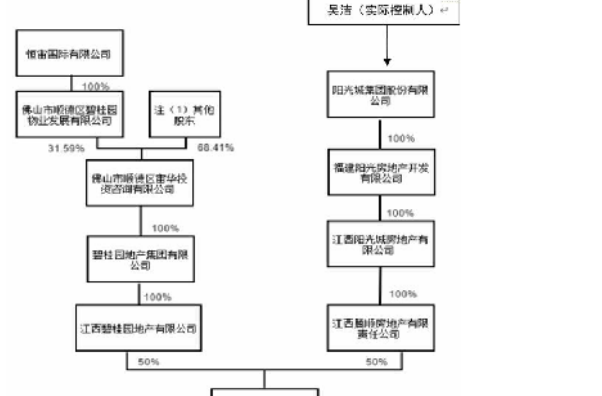 吴洁（实际控制人）
恒宙国际有限公司
100%
佛山市顺德区碧桂园
物业发展有限公司
注（1）其他
股东
31.59%
68.41%
佛山市顺德区宙华投
资咨询有限公司
100%
碧桂园地产集团有限
公司
100%
江西碧桂园地产有限公司
50%
阳光城集团股份有限
公司
100%
福建阳光房地产开发
有限公司
100%
江西阳光城房地产有
限公司
100%
江西腾顺房地产有限
责任公司
50%